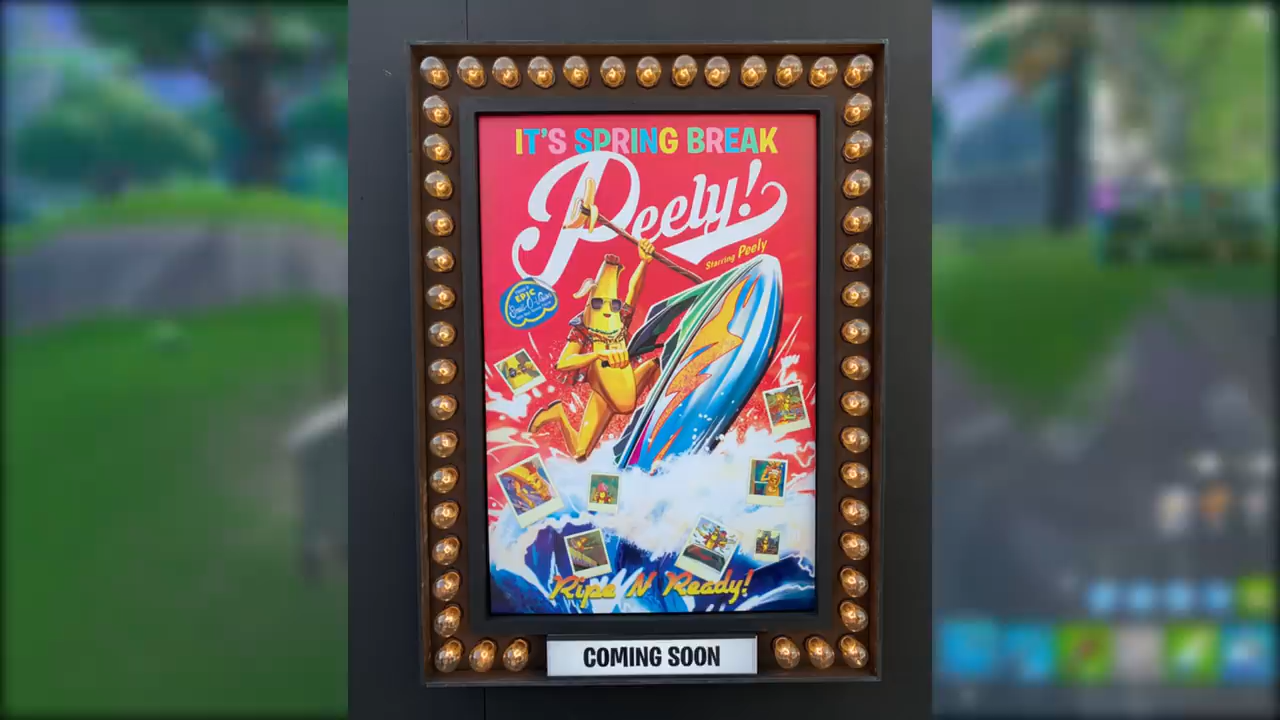 IT'S SPRING BREAK
Peely!
Starring Peely
EPIC
Ripe N Ready!
COMING SOON